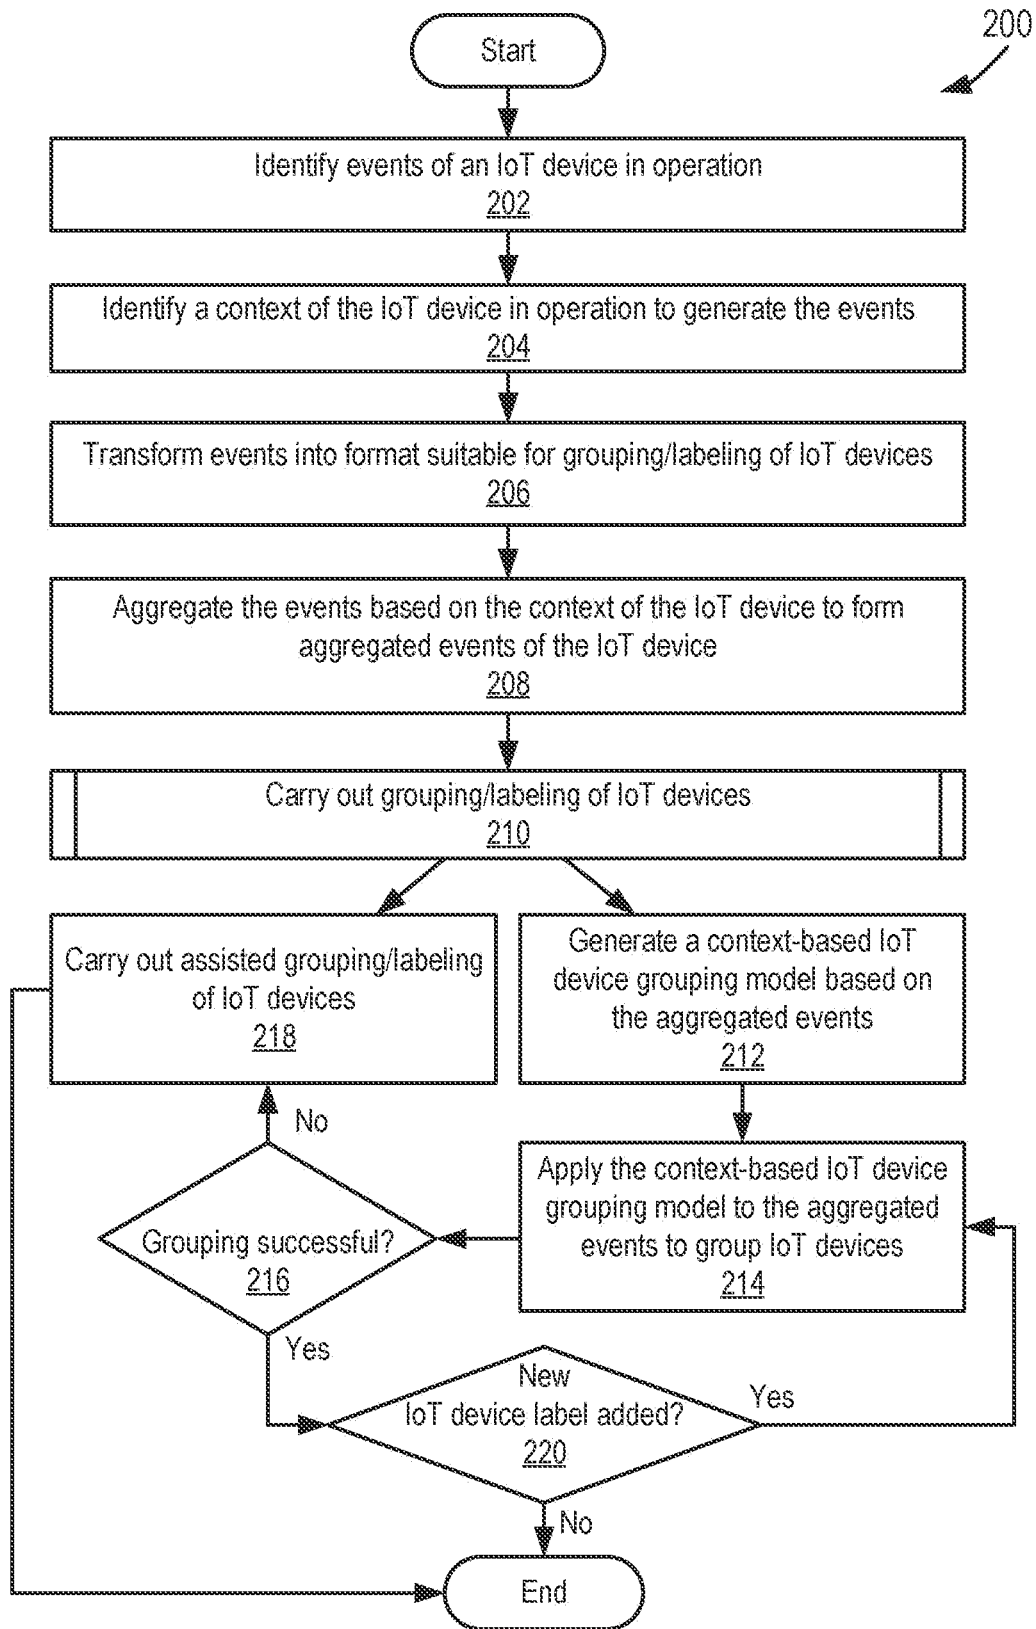 200
Start
Identify events of an IoT device in operation
202
Identify a context of the IoT device in operation to generate the events
204
Transform events into format suitable for grouping/labeling of IoT devices
206
Aggregate the events based on the context of the IoT device to form
aggregated events of the IoT device
208
Carry out grouping/labeling of IoT devices
210
Carry out assisted grouping/labeling
of IoT devices
218
Generate a context-based IoT
device grouping model based on
the aggregated events
212
No
Apply the context-based IoT device
grouping model to the aggregated
events to group IoT devices
214
Grouping successful?
216
Yes
New
IoT device label added?
220
Yes
No
End